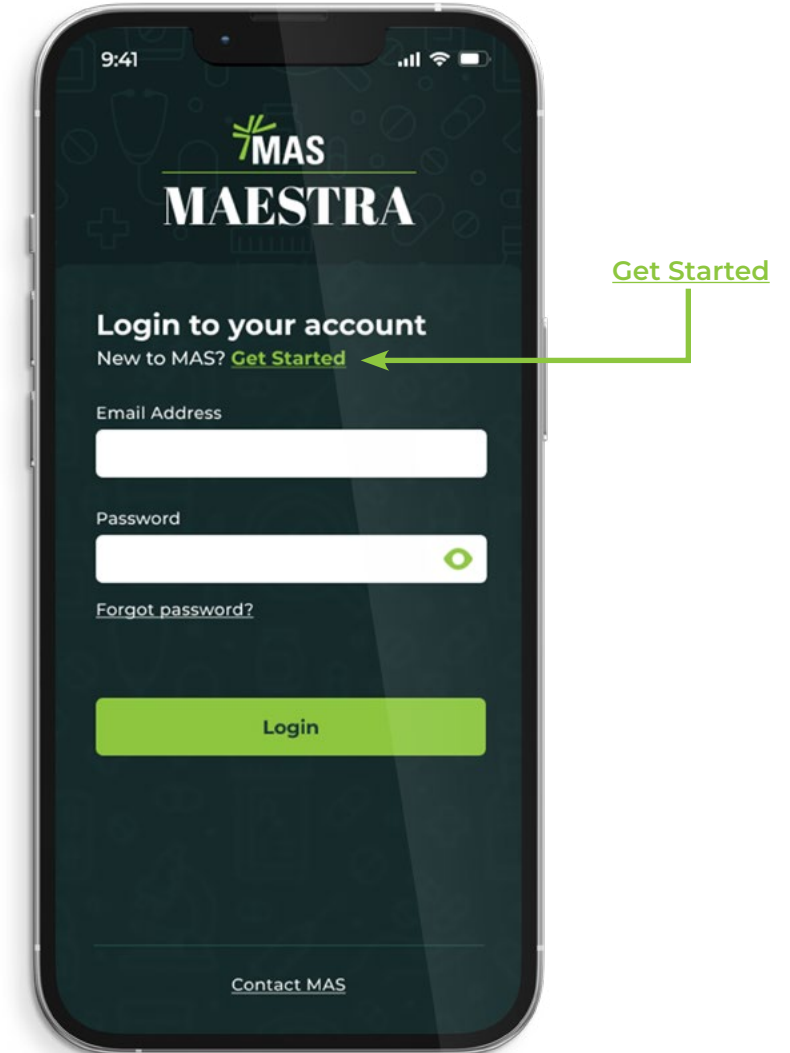 9:41
MAS
MAESTRA
Get Started
Login to your account
New to MAS? Get Started
Email Address
Password
Forgot password?
Login
Contact MAS